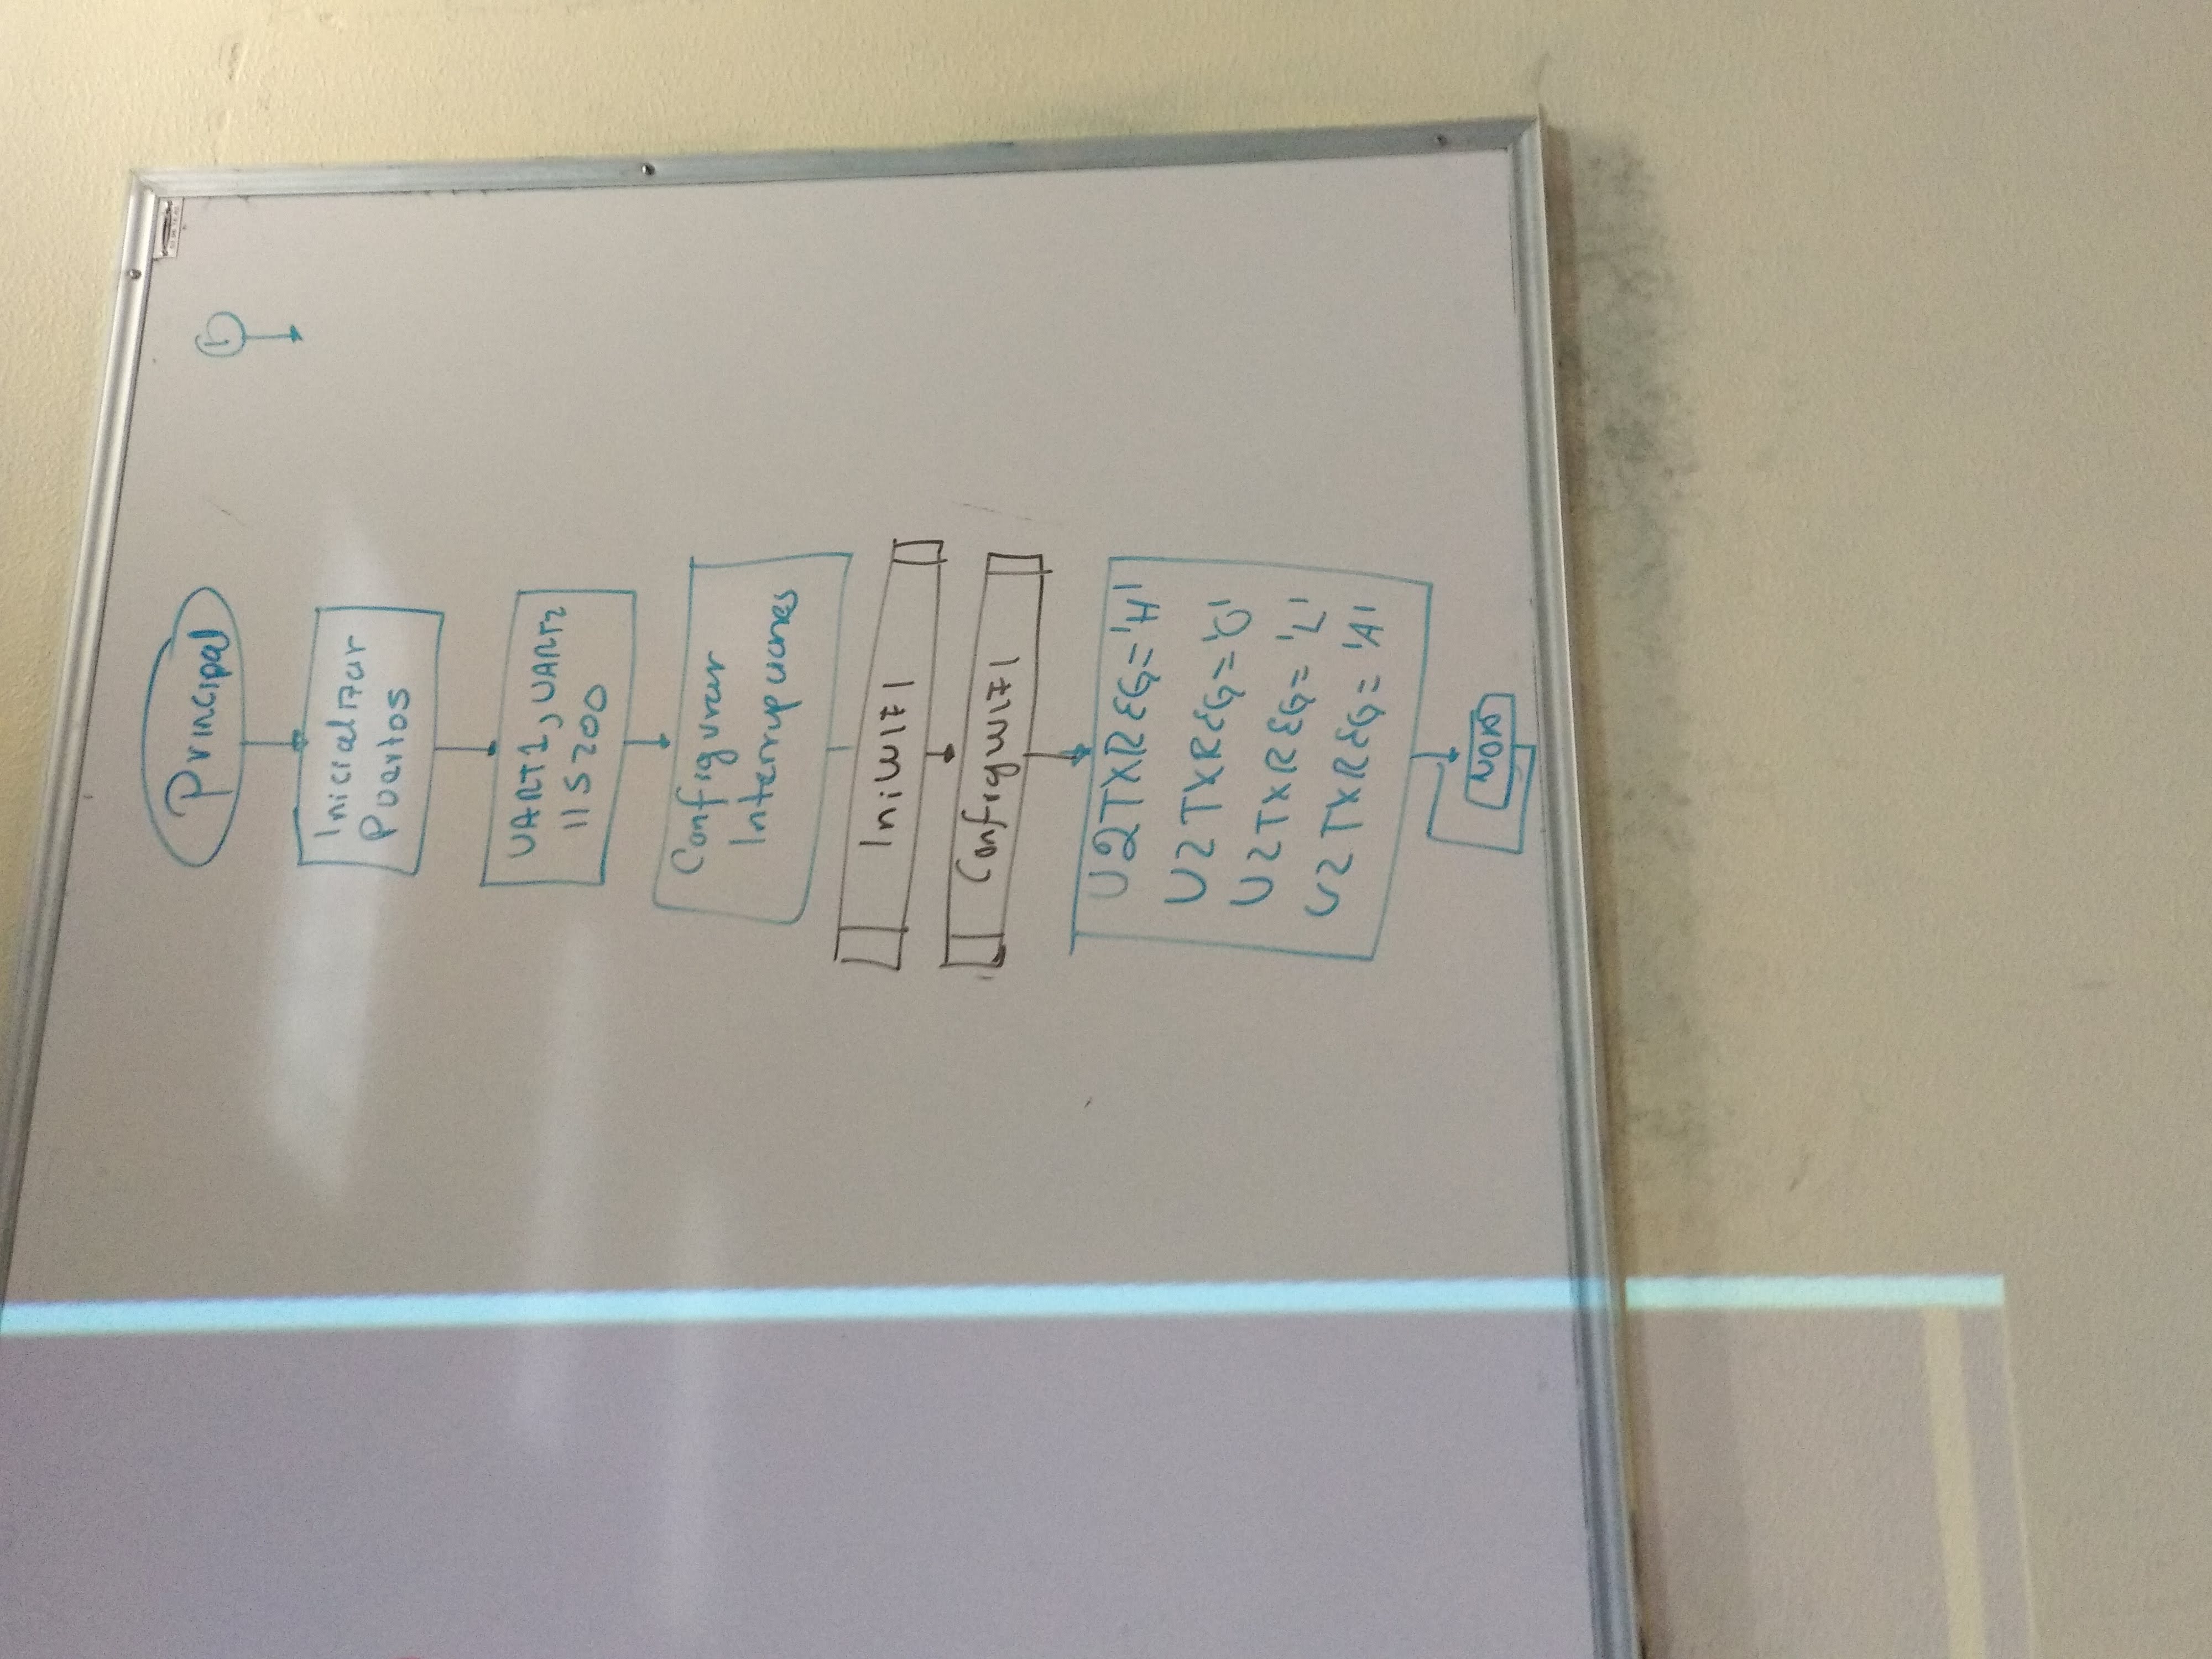 Principal
Inicializar
Puertos
UART1, UART2
115200
Configurar
Interrupciones
IniWIFI
ConfigWIFI
U2TXREG='H'
U2TXREG='O'
U2TXREG='L'
U2TXREG='A'
NOP